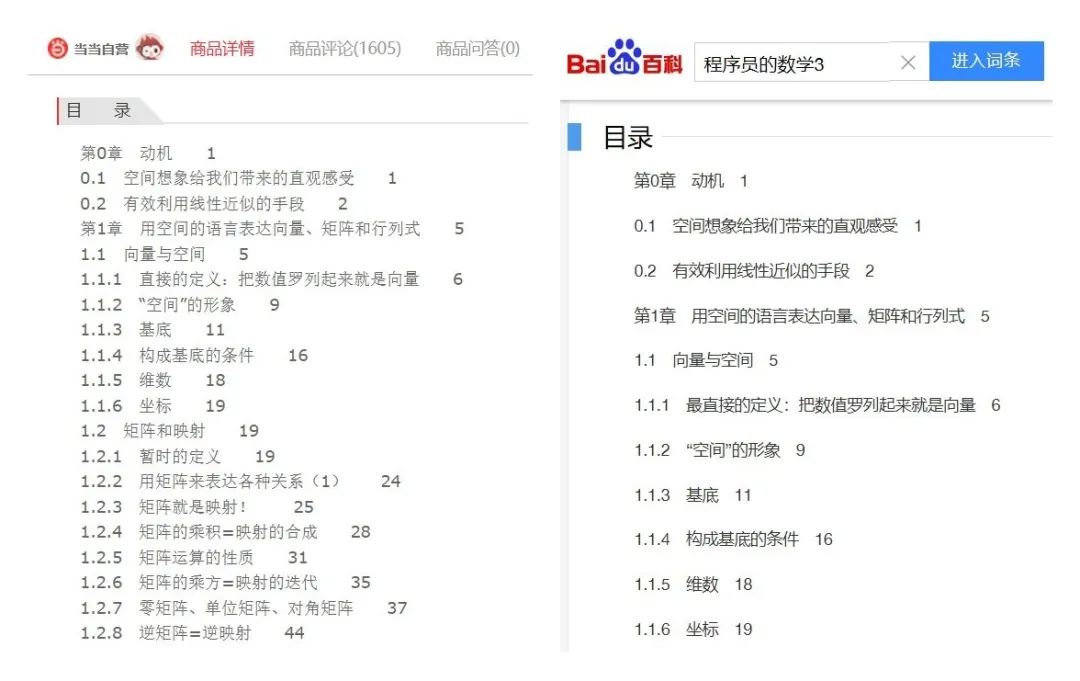 当当自营 商品详情 商品评论(1605) 商品问答(0)
目 录
第0章 动机 1
0.1 空间想象给我们带来的直观感受 1
0.2 有效利用线性近似的手段 2
第1章 用空间的语言表达向量、矩阵和行列式 5
1.1 向量与空间 5
1.1.1 直接的定义：把数值罗列起来就是向量 6
1.1.2 “空间”的形象 9
1.1.3 基底 11
1.1.4 构成基底的条件 16
1.1.5 维数 18
1.1.6 坐标 19
1.2 矩阵和映射 19
1.2.1 暂时的定义 19
1.2.2 用矩阵来表达各种关系（1） 24
1.2.3 矩阵就是映射！ 25
1.2.4 矩阵的乘积=映射的合成 28
1.2.5 矩阵运算的性质 31
1.2.6 矩阵的乘方=映射的迭代 35
1.2.7 零矩阵、单位矩阵、对角矩阵 37
1.2.8 逆矩阵=逆映射 44
Bai du 百科 程序员的数学3 × 进入词条
目录
第0章 动机 1
0.1 空间想象给我们带来的直观感受 1
0.2 有效利用线性近似的手段 2
第1章 用空间的语言表达向量、矩阵和行列式 5
1.1 向量与空间 5
1.1.1 最直接的定义：把数值罗列起来就是向量 6
1.1.2 “空间”的形象 9
1.1.3 基底 11
1.1.4 构成基底的条件 16
1.1.5 维数 18
1.1.6 坐标 19